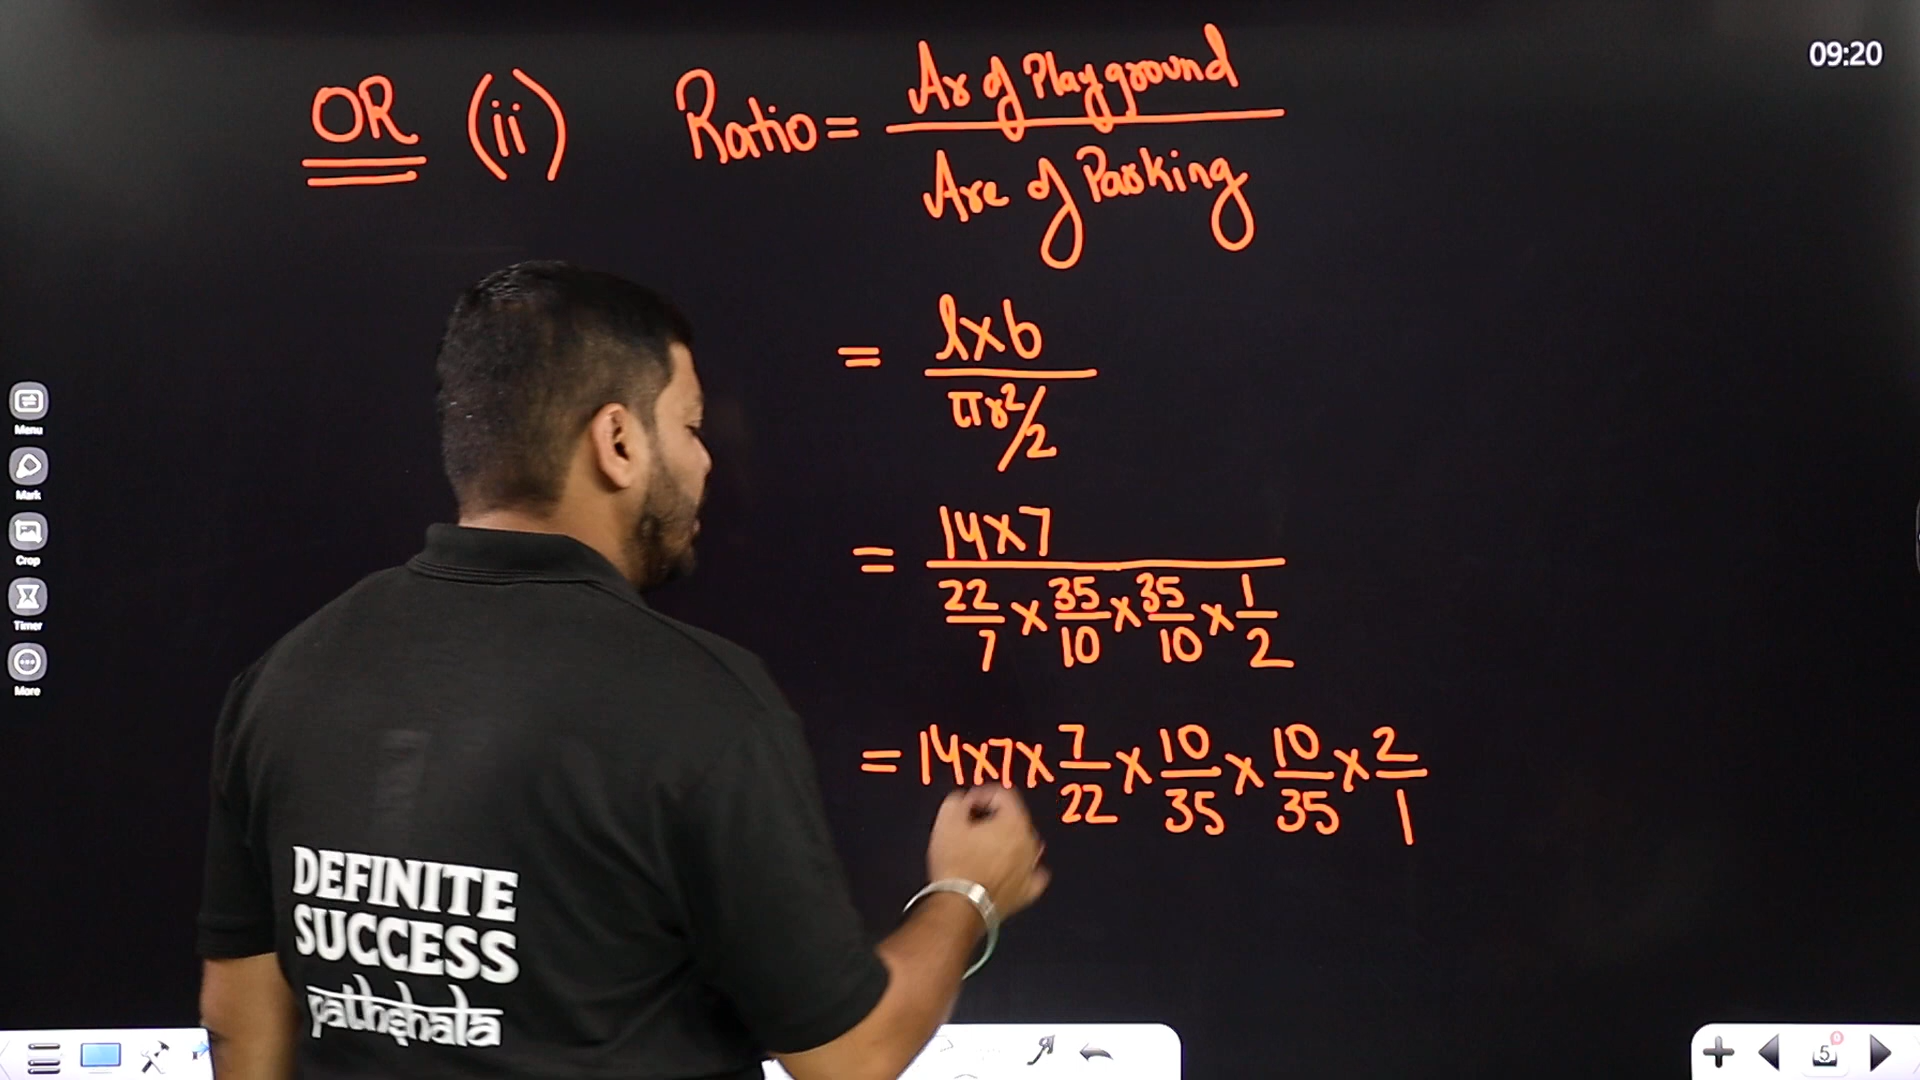 09:20
OR (ii) Ratio = Ar of Playground / Are of Parking
= l×b / πr²/2
= 14×7 / 22/7 × 35/10 × 35/10 × 1/2
= 14×7× 7/22 × 10/35 × 10/35 × 2/1
Menu
Mark
Crop
Timer
More
DEFINITE
SUCCESS
pathshala
5